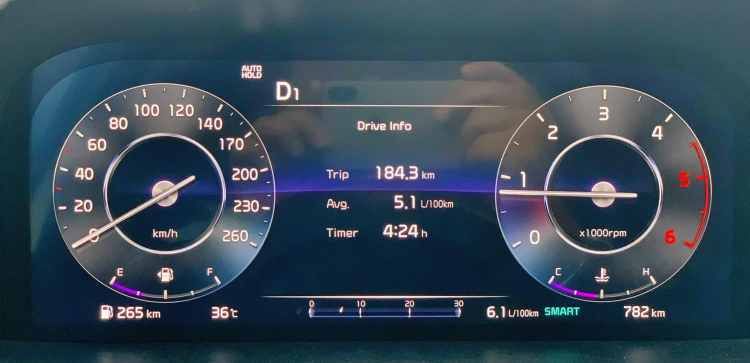 AUTO
HOLD
D1
Drive Info
Trip 184.3 km
Avg. 5.1 L/100km
Timer 4:24 h
0 20 40 60 80 100 120 140 170 200 230 260
km/h
E F
0 1 2 3 4 5 6
x1000rpm
C H
265 km 36℃
0 10 20 30
6.1 L/100km SMART 782 km